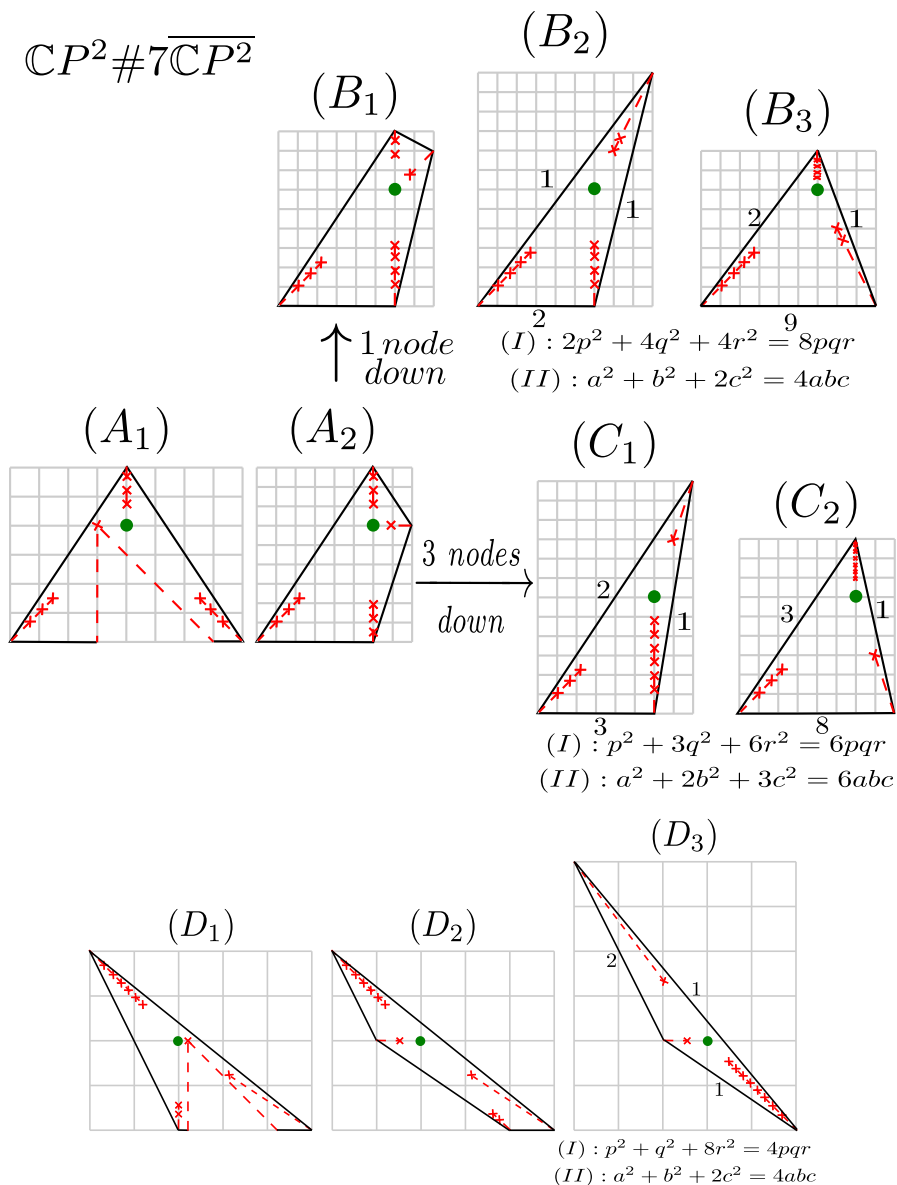 ℂP²#7\overline{ℂP²}
(B₁)
(B₂)
(B₃)
1
1
2
2
1
9
(I) : 2p² + 4q² + 4r² = 8pqr
(II) : a² + b² + 2c² = 4abc
1 node
down
(A₁)
(A₂)
3 nodes
down
(C₁)
(C₂)
2
1
3
3
1
8
(I) : p² + 3q² + 6r² = 6pqr
(II) : a² + 2b² + 3c² = 6abc
(D₁)
(D₂)
(D₃)
2
1
1
(I) : p² + q² + 8r² = 4pqr
(II) : a² + b² + 2c² = 4abc